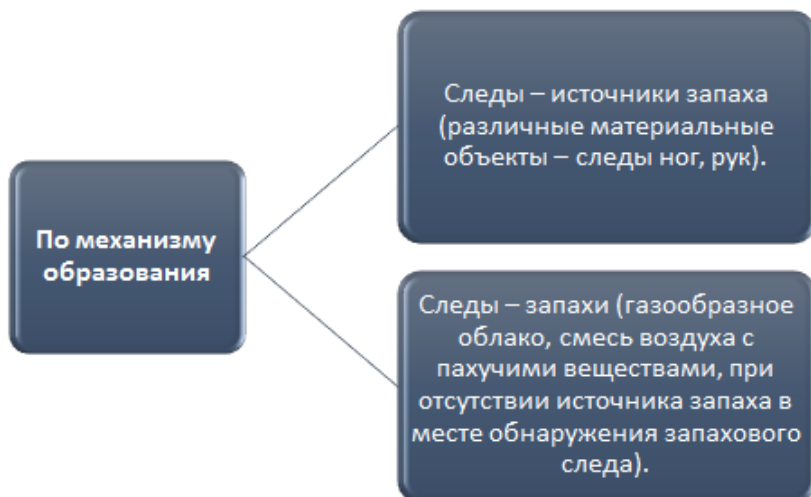 По механизму
образования
Следы – источники запаха
(различные материальные
объекты – следы ног, рук).
Следы – запахи (газообразное
облако, смесь воздуха с
пахучими веществами, при
отсутствии источника запаха в
месте обнаружения запахового
следа).